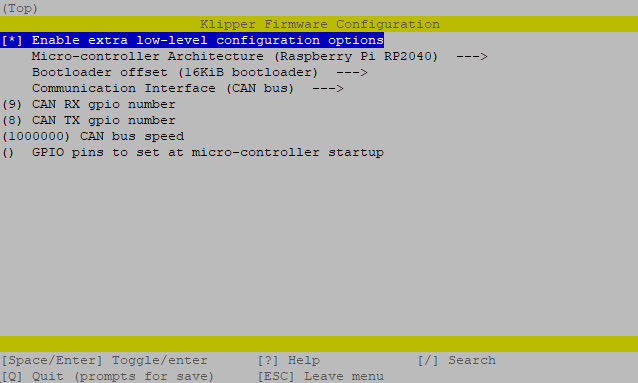 (Top)
Klipper Firmware Configuration
[*] Enable extra low-level configuration options
Micro-controller Architecture (Raspberry Pi RP2040)  --->
Bootloader offset (16KiB bootloader)  --->
Communication Interface (CAN bus)  --->
(9) CAN RX gpio number
(8) CAN TX gpio number
(1000000) CAN bus speed
()  GPIO pins to set at micro-controller startup
[Space/Enter] Toggle/enter [?] Help [/] Search
[Q] Quit (prompts for save) [ESC] Leave menu